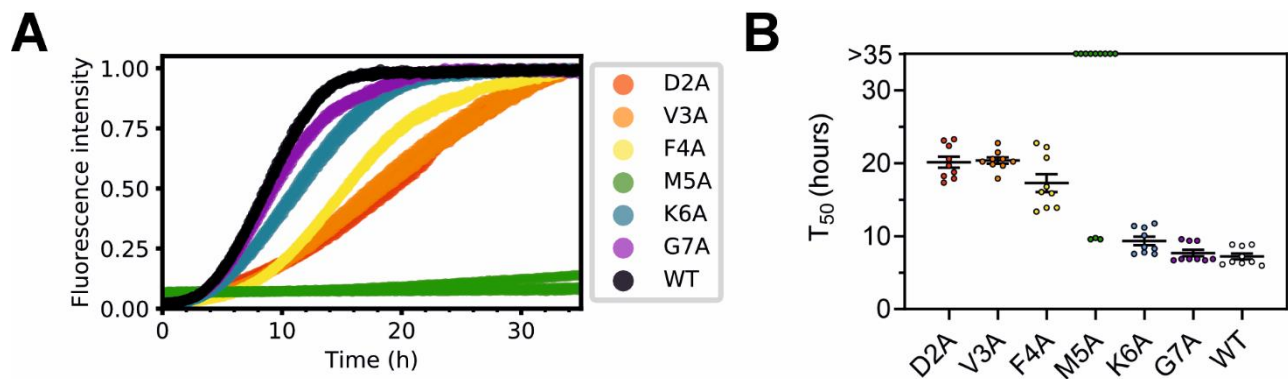 A
Fluorescence intensity
1.00
0.75
0.50
0.25
0.00
0
10
20
30
Time (h)
D2A
V3A
F4A
M5A
K6A
G7A
WT
B
T50 (hours)
>35
30
20
10
0
D2A
V3A
F4A
M5A
K6A
G7A
WT